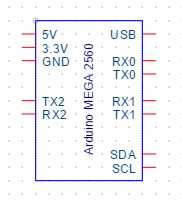 5V USB
3.3V
GND RX0
TX0
Arduino MEGA 2560
TX2 RX1
RX2 TX1
SDA
SCL